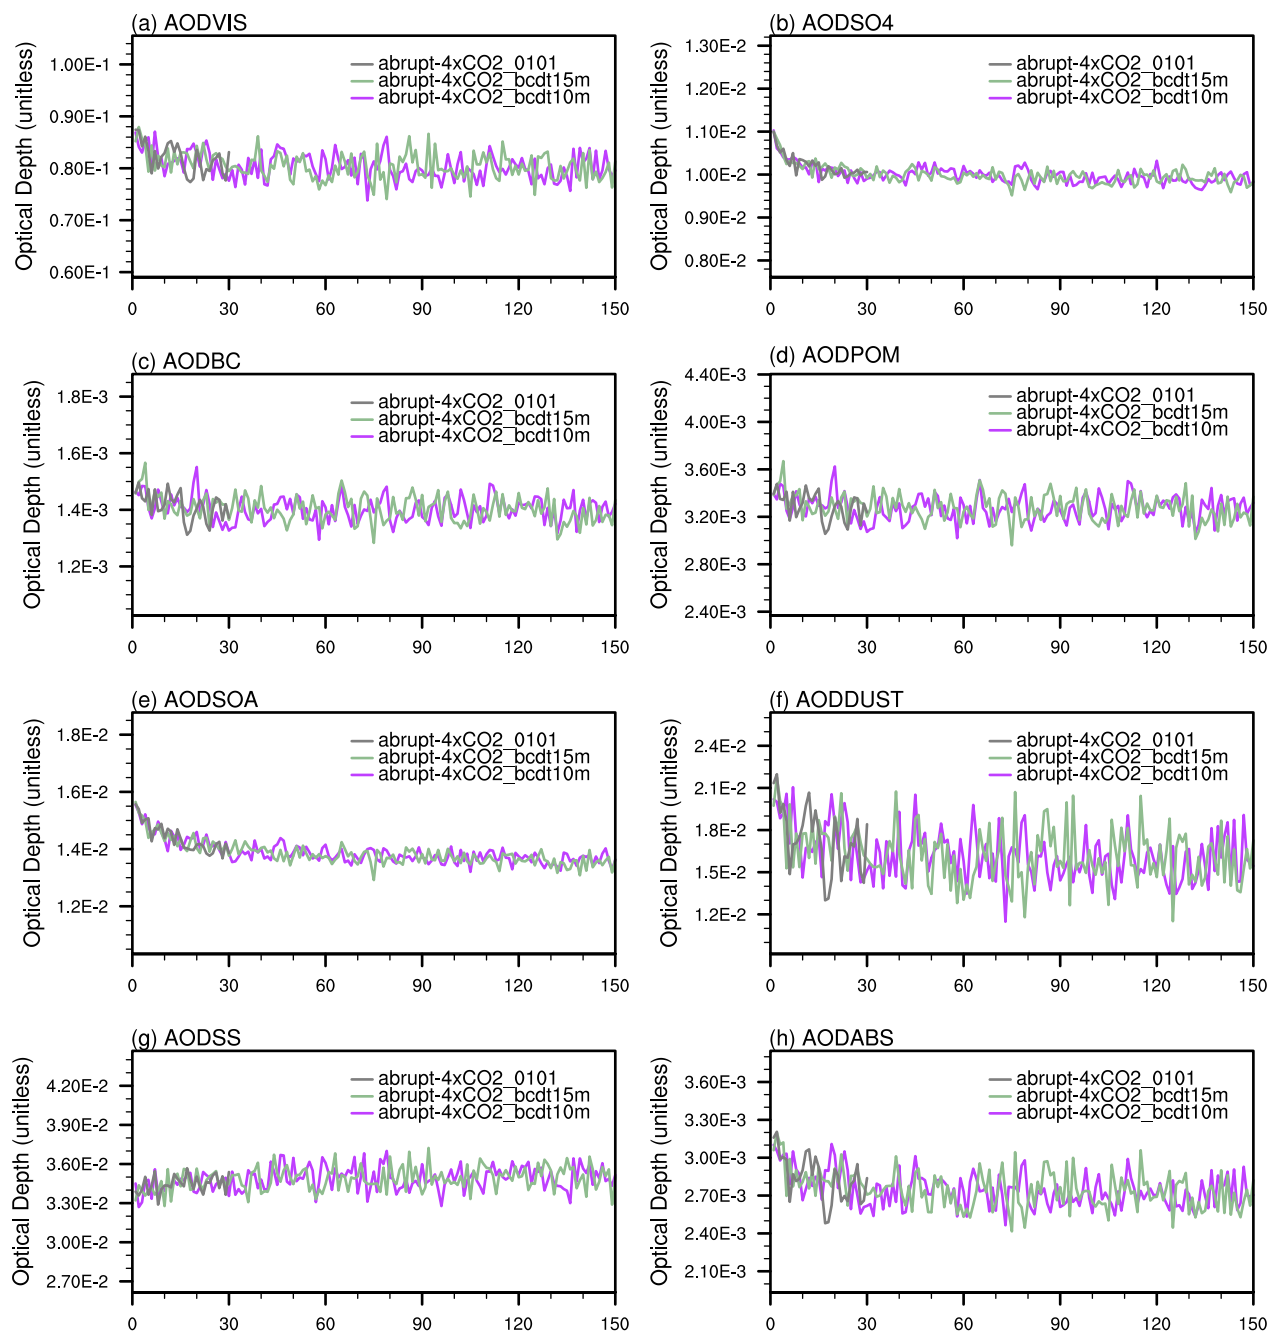 (a) AODVIS
Optical Depth (unitless)
1.00E-1
0.90E-1
0.80E-1
0.70E-1
0.60E-1
abrupt-4xCO2_0101
abrupt-4xCO2_bcdt15m
abrupt-4xCO2_bcdt10m
0 30 60 90 120 150
(b) AODSO4
Optical Depth (unitless)
1.30E-2
1.20E-2
1.10E-2
1.00E-2
0.90E-2
0.80E-2
abrupt-4xCO2_0101
abrupt-4xCO2_bcdt15m
abrupt-4xCO2_bcdt10m
0 30 60 90 120 150
(c) AODBC
Optical Depth (unitless)
1.8E-3
1.6E-3
1.4E-3
1.2E-3
abrupt-4xCO2_0101
abrupt-4xCO2_bcdt15m
abrupt-4xCO2_bcdt10m
0 30 60 90 120 150
(d) AODPOM
Optical Depth (unitless)
4.40E-3
4.00E-3
3.60E-3
3.20E-3
2.80E-3
2.40E-3
abrupt-4xCO2_0101
abrupt-4xCO2_bcdt15m
abrupt-4xCO2_bcdt10m
0 30 60 90 120 150
(e) AODSOA
Optical Depth (unitless)
1.8E-2
1.6E-2
1.4E-2
1.2E-2
abrupt-4xCO2_0101
abrupt-4xCO2_bcdt15m
abrupt-4xCO2_bcdt10m
0 30 60 90 120 150
(f) AODDUST
Optical Depth (unitless)
2.4E-2
2.1E-2
1.8E-2
1.5E-2
1.2E-2
abrupt-4xCO2_0101
abrupt-4xCO2_bcdt15m
abrupt-4xCO2_bcdt10m
0 30 60 90 120 150
(g) AODSS
Optical Depth (unitless)
4.20E-2
3.90E-2
3.60E-2
3.30E-2
3.00E-2
2.70E-2
abrupt-4xCO2_0101
abrupt-4xCO2_bcdt15m
abrupt-4xCO2_bcdt10m
0 30 60 90 120 150
(h) AODABS
Optical Depth (unitless)
3.60E-3
3.30E-3
3.00E-3
2.70E-3
2.40E-3
2.10E-3
abrupt-4xCO2_0101
abrupt-4xCO2_bcdt15m
abrupt-4xCO2_bcdt10m
0 30 60 90 120 150